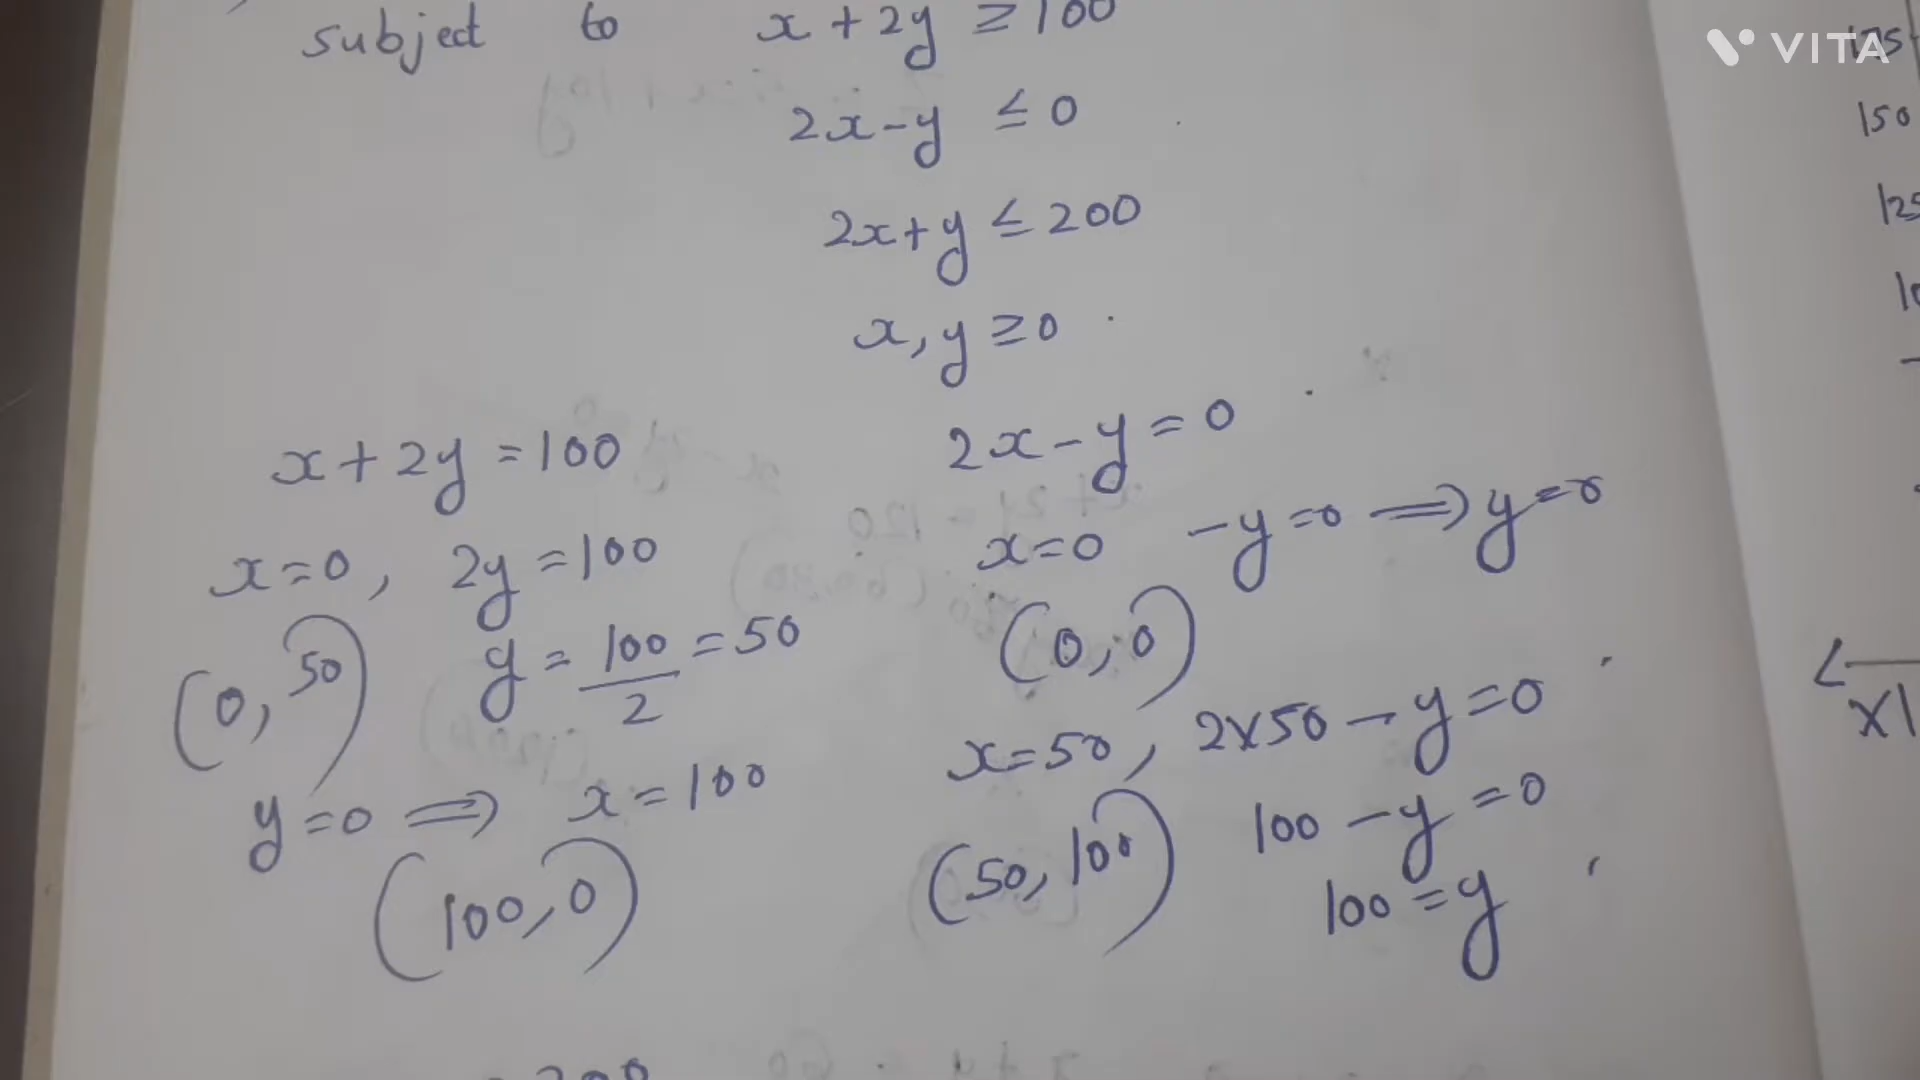 subject to x + 2y ≥ 100
2x - y ≤ 0
2x + y ≤ 200
x, y ≥ 0
x + 2y = 100
x = 0, 2y = 100
(0, 50) y = 100/2 = 50
y = 0 ⟹ x = 100
(100, 0)
2x - y = 0
x = 0 -y = 0 ⟹ y = 0
(0, 0)
x = 50, 2×50 - y = 0
(50, 100) 100 - y = 0
100 = y
VITA
150